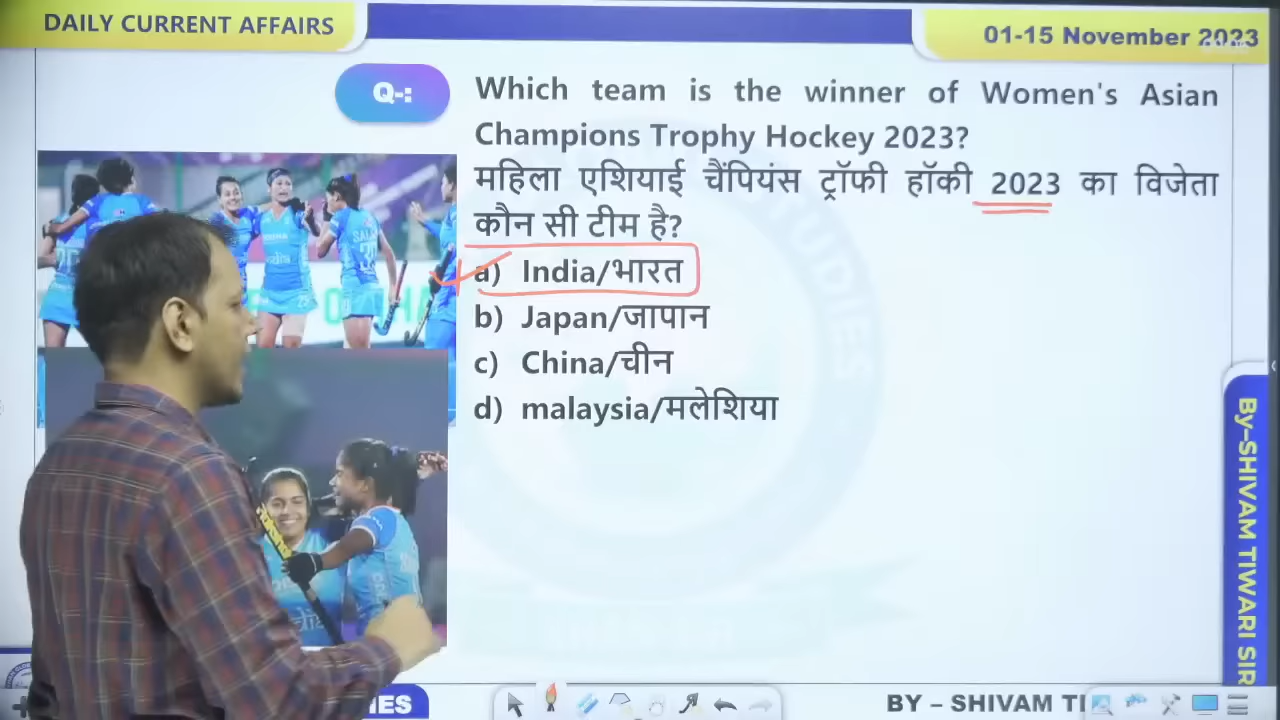 DAILY CURRENT AFFAIRS
01-15 November 2023
Q-:
Which team is the winner of Women's Asian
Champions Trophy Hockey 2023?
महिला एशियाई चैंपियंस ट्रॉफी हॉकी 2023 का विजेता
कौन सी टीम है?
a) India/भारत
b) Japan/जापान
c) China/चीन
d) malaysia/मलेशिया
By-SHIVAM TIWARI SIR
BY – SHIVAM